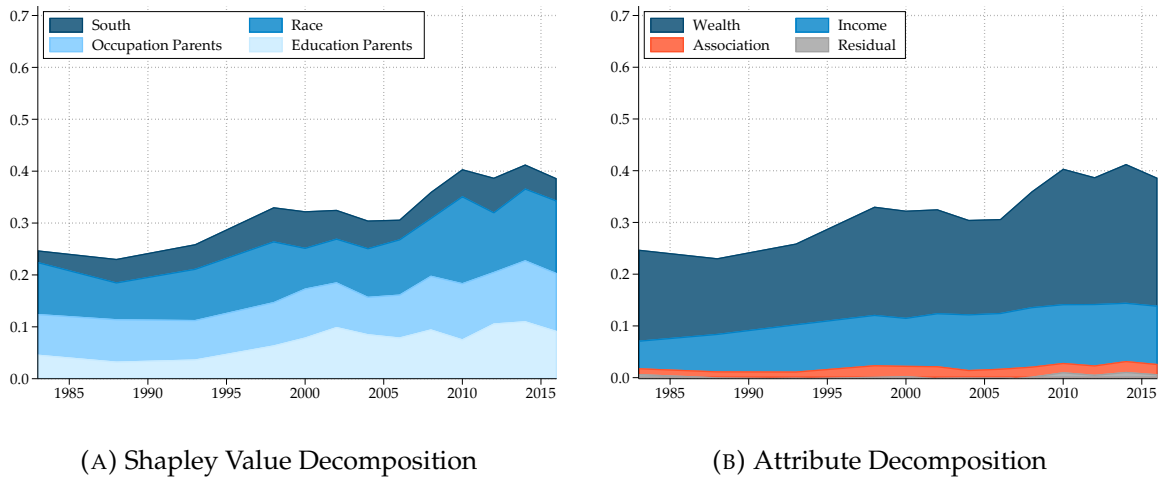 South
Race
Occupation Parents
Education Parents
0.7
0.6
0.5
0.4
0.3
0.2
0.1
0.0
1985 1990 1995 2000 2005 2010 2015
(A) Shapley Value Decomposition
Wealth
Income
Association
Residual
0.7
0.6
0.5
0.4
0.3
0.2
0.1
0.0
1985 1990 1995 2000 2005 2010 2015
(B) Attribute Decomposition